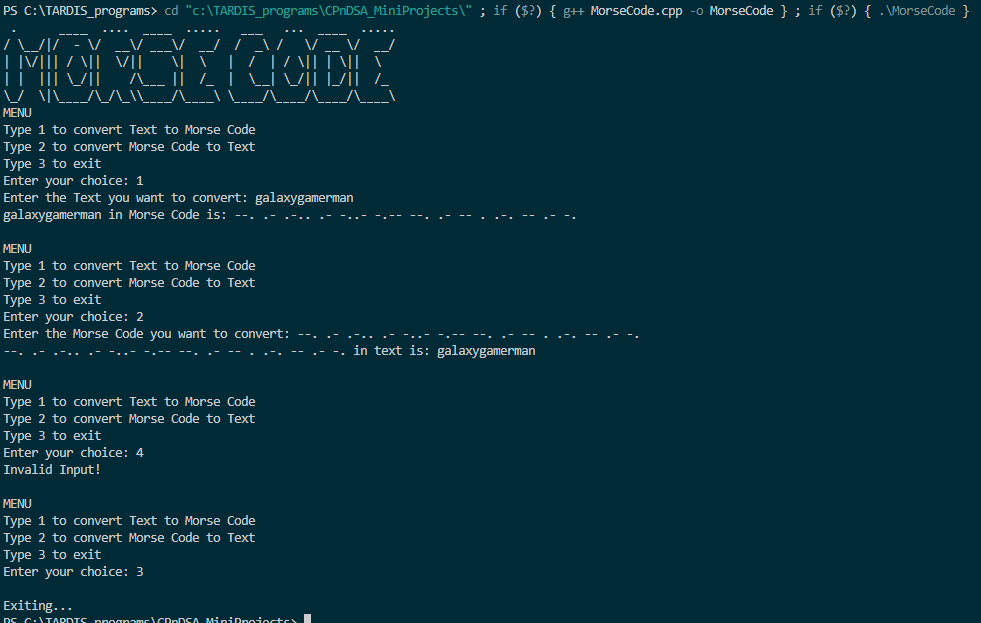 PS C:\TARDIS_programs> cd "c:\TARDIS_programs\CPnDSA_MiniProjects\" ; if ($?) { g++ MorseCode.cpp -o MorseCode } ; if ($?) { .\MorseCode }
MENU
Type 1 to convert Text to Morse Code
Type 2 to convert Morse Code to Text
Type 3 to exit
Enter your choice: 1
Enter the Text you want to convert: galaxygamerman
galaxygamerman in Morse Code is: --. .- .-.. .- -..- -.-- --. .- -- . .-. -- .- -.
MENU
Type 1 to convert Text to Morse Code
Type 2 to convert Morse Code to Text
Type 3 to exit
Enter your choice: 2
Enter the Morse Code you want to convert: --. .- .-.. .- -..- -.-- --. .- -- . .-. -- .- -.
--. .- .-.. .- -..- -.-- --. .- -- . .-. -- .- -. in text is: galaxygamerman
MENU
Type 1 to convert Text to Morse Code
Type 2 to convert Morse Code to Text
Type 3 to exit
Enter your choice: 4
Invalid Input!
MENU
Type 1 to convert Text to Morse Code
Type 2 to convert Morse Code to Text
Type 3 to exit
Enter your choice: 3
Exiting...
PS C:\TARDIS_programs\CPnDSA_MiniProjects>